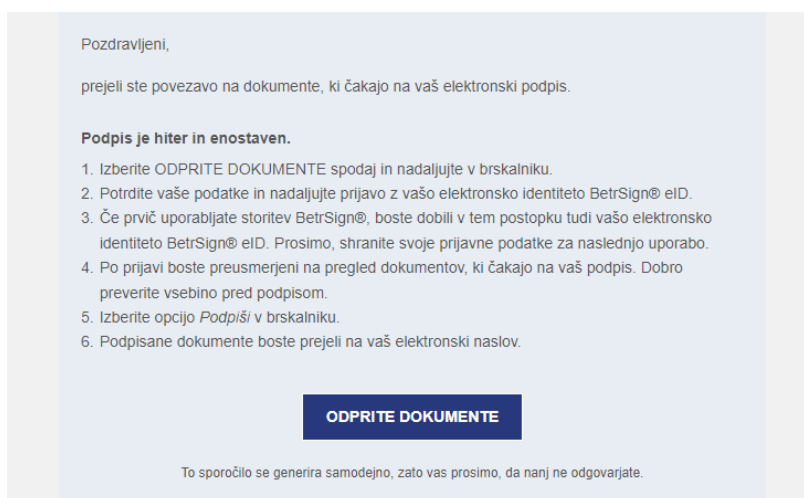 Pozdravljeni,
prejeli ste povezavo na dokumente, ki čakajo na vaš elektronski podpis.
Podpis je hiter in enostaven.
1. Izberite ODPRITE DOKUMENTE spodaj in nadaljujte v brskalniku.
2. Potrdite vaše podatke in nadaljujte prijavo z vašo elektronsko identiteto BetrSign® eID.
3. Če prvič uporabljate storitev BetrSign®, boste dobili v tem postopku tudi vašo elektronsko
identiteto BetrSign® eID. Prosimo, shranite svoje prijavne podatke za naslednjo uporabo.
4. Po prijavi boste preusmerjeni na pregled dokumentov, ki čakajo na vaš podpis. Dobro
preverite vsebino pred podpisom.
5. Izberite opcijo Podpiši v brskalniku.
6. Podpisane dokumente boste prejeli na vaš elektronski naslov.
ODPRITE DOKUMENTE
To sporočilo se generira samodejno, zato vas prosimo, da nanj ne odgovarjate.